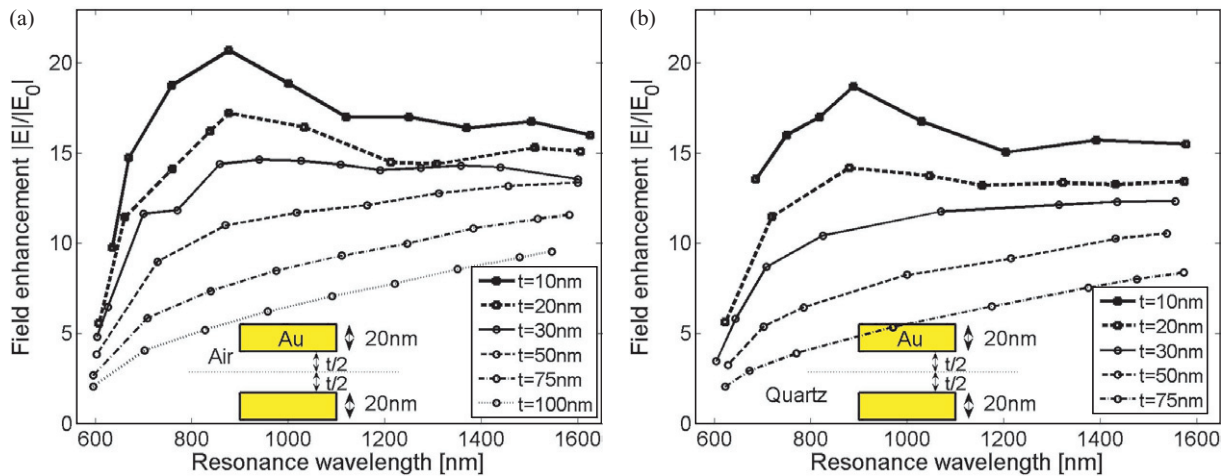 (a)
Field enhancement |E|/|E0|
20
15
10
5
0
600 800 1000 1200 1400 1600
Resonance wavelength [nm]
t=10nm
t=20nm
t=30nm
t=50nm
t=75nm
t=100nm
Au
20nm
Air
t/2
t/2
20nm
(b)
Field enhancement |E|/|E0|
20
15
10
5
0
600 800 1000 1200 1400 1600
Resonance wavelength [nm]
t=10nm
t=20nm
t=30nm
t=50nm
t=75nm
Au
20nm
t/2
t/2
Quartz
20nm